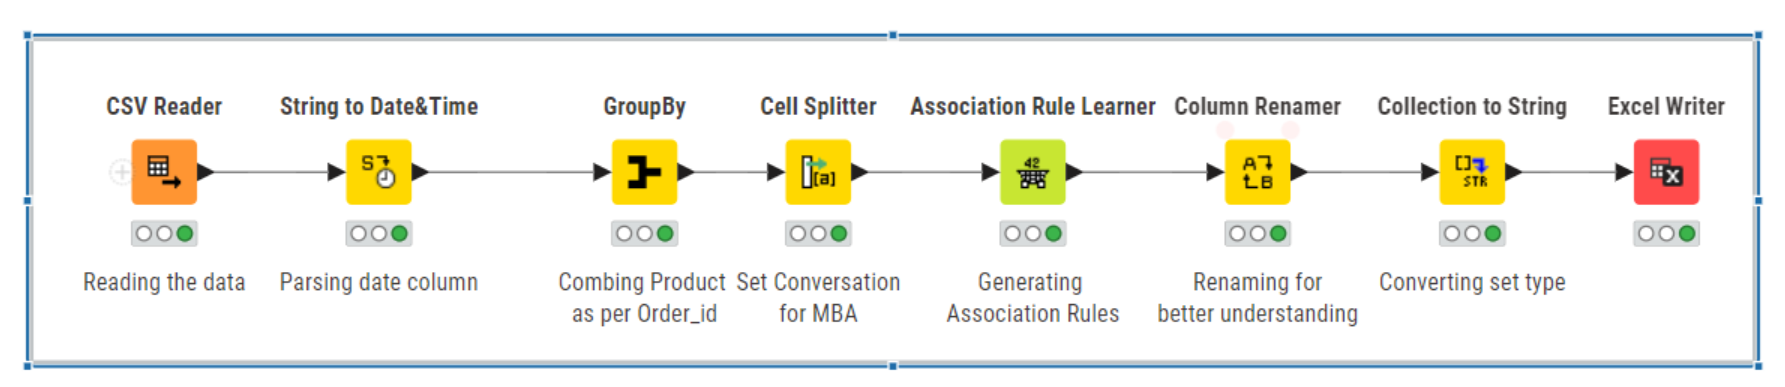 CSV Reader
String to Date&Time
GroupBy
Cell Splitter
Association Rule Learner
Column Renamer
Collection to String
Excel Writer
S
[a]
42
A
B
[]
STR
X
Reading the data
Parsing date column
Combing Product
as per Order_id
Set Conversation
for MBA
Generating
Association Rules
Renaming for
better understanding
Converting set type